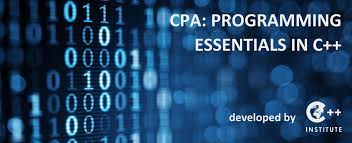 CPA: PROGRAMMING
ESSENTIALS IN C++
developed by
C++
INSTITUTE